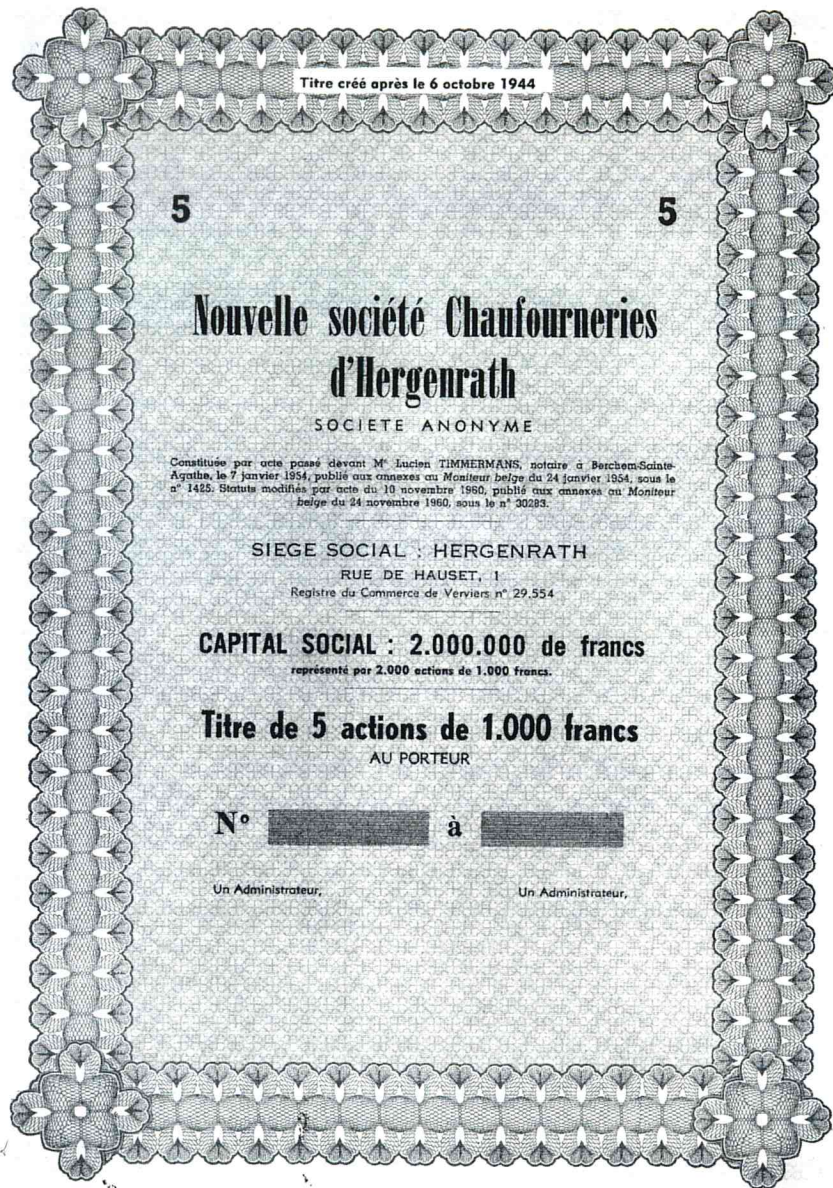 Titre créé après le 6 octobre 1944
5 5
Nouvelle société Chaufourneries
d'Hergenrath
SOCIETE ANONYME
Constituée par acte passé devant Mᵉ Lucien TIMMERMANS, notaire à Berchem-Sainte-
Agathe, le 7 janvier 1954, publié aux annexes au Moniteur belge du 24 janvier 1954, sous le
n° 1425. Statuts modifiés par acte du 10 novembre 1960, publié aux annexes au Moniteur
belge du 24 novembre 1960, sous le n° 30283.
SIEGE SOCIAL : HERGENRATH
RUE DE HAUSET, 1
Registre du Commerce de Verviers n° 29.554
CAPITAL SOCIAL : 2.000.000 de francs
représenté par 2.000 actions de 1.000 francs.
Titre de 5 actions de 1.000 francs
AU PORTEUR
N° à
Un Administrateur, Un Administrateur,